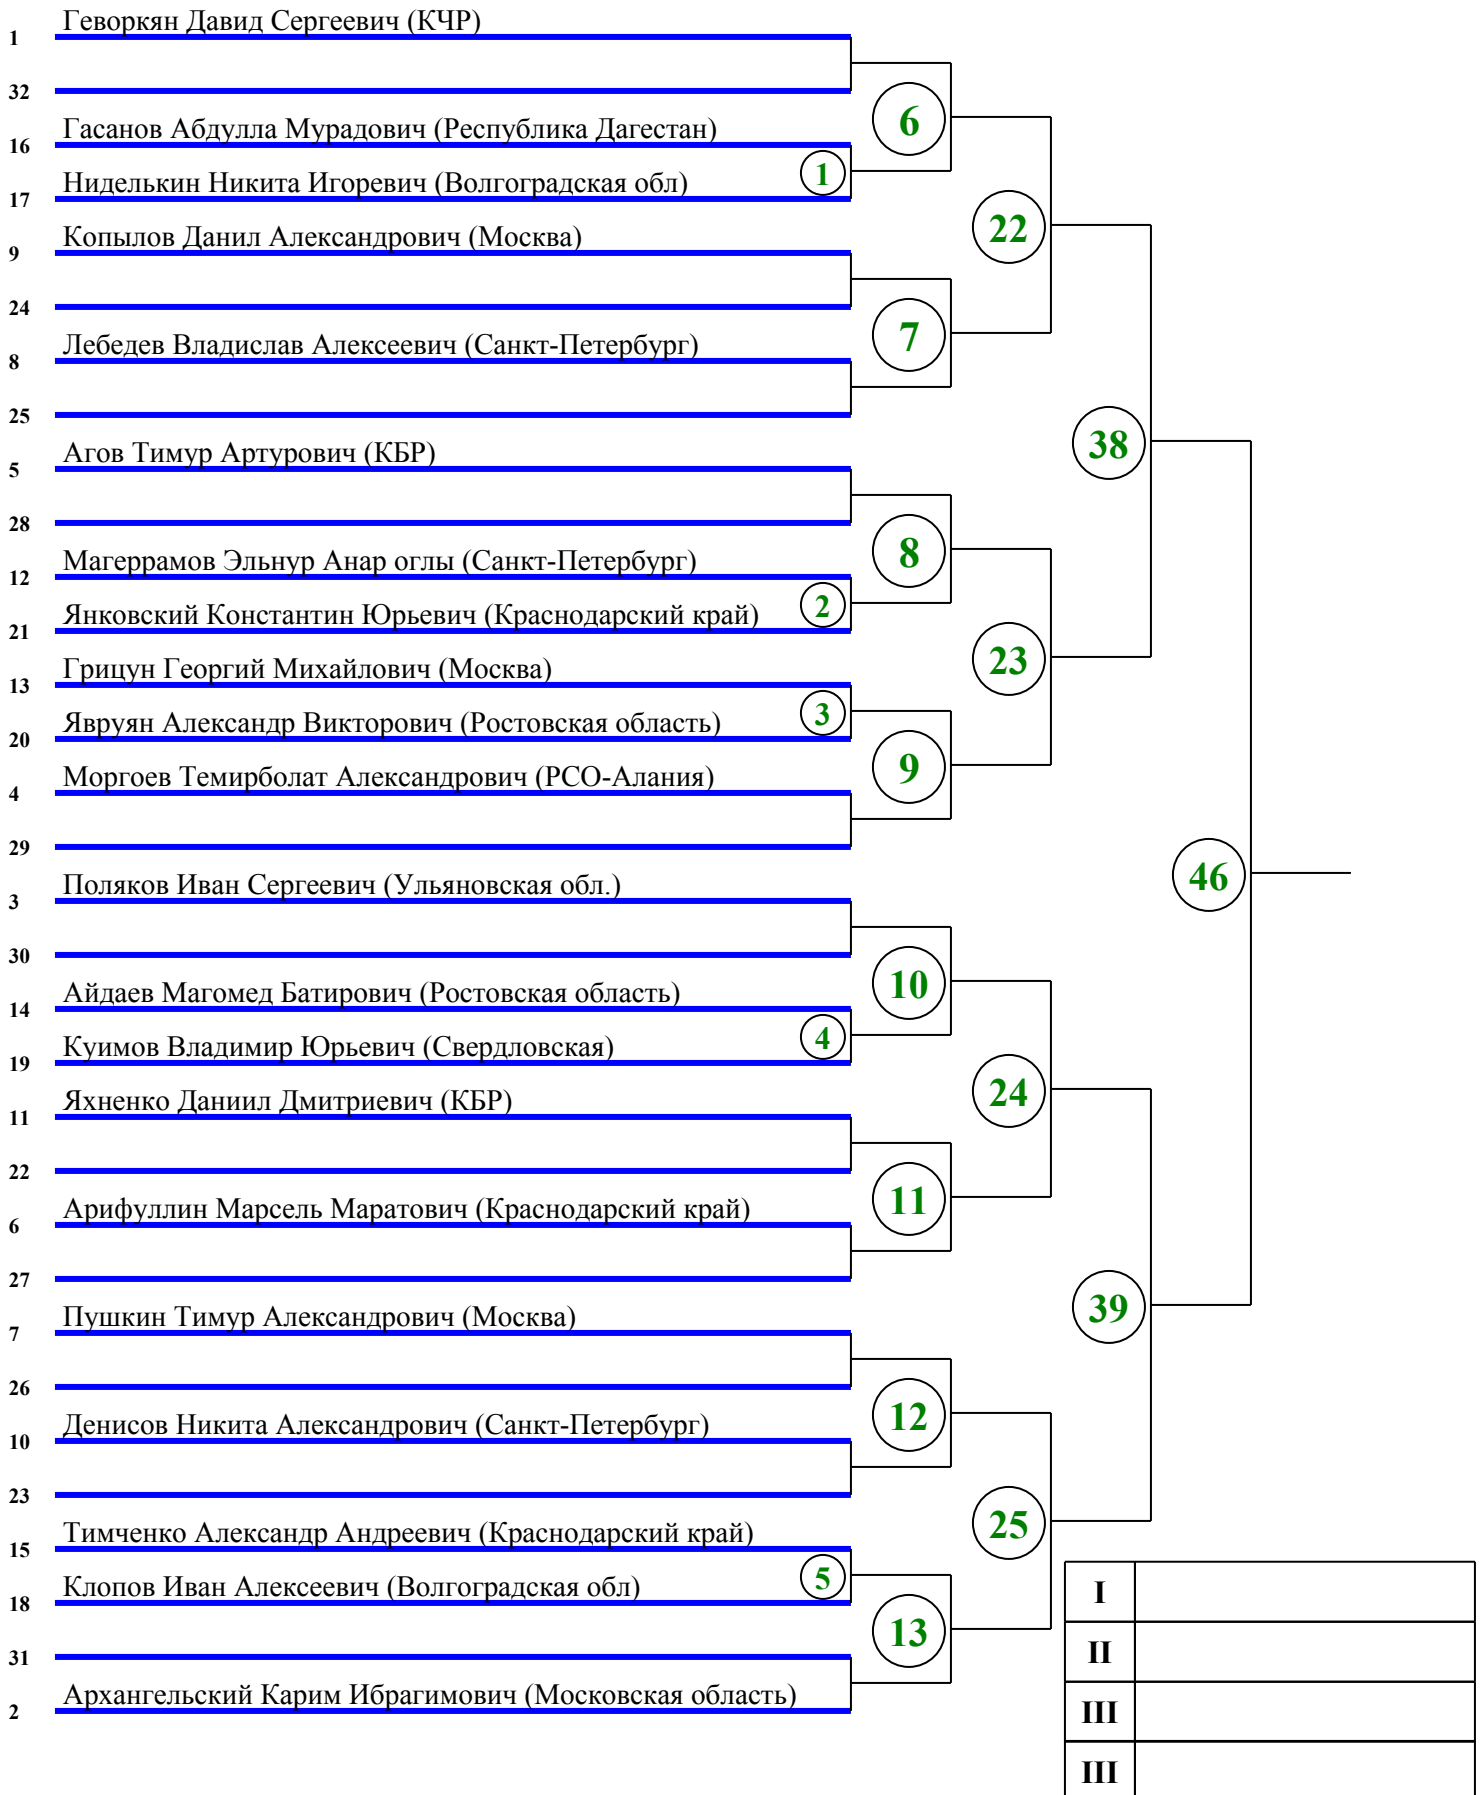 Геворкян Давид Сергеевич (КЧР)
1
32
Гасанов Абдулла Мурадович (Республика Дагестан)
16
6
Ниделькин Никита Игоревич (Волгоградская обл)
17
1
Копылов Данил Александрович (Москва)
9
22
24
Лебедев Владислав Алексеевич (Санкт-Петербург)
8
7
25
Агов Тимур Артурович (КБР)
5
38
28
Магеррамов Эльнур Анар оглы (Санкт-Петербург)
12
8
Янковский Константин Юрьевич (Краснодарский край)
21
2
Грицун Георгий Михайлович (Москва)
13
23
Явруян Александр Викторович (Ростовская область)
20
3
Моргоев Темирболат Александрович (РСО-Алания)
4
9
29
Поляков Иван Сергеевич (Ульяновская обл.)
3
46
30
Айдаев Магомед Батирович (Ростовская область)
14
10
Куимов Владимир Юрьевич (Свердловская)
19
4
Яхненко Даниил Дмитриевич (КБР)
11
24
22
Арифуллин Марсель Маратович (Краснодарский край)
6
11
27
Пушкин Тимур Александрович (Москва)
7
39
26
Денисов Никита Александрович (Санкт-Петербург)
10
12
23
Тимченко Александр Андреевич (Краснодарский край)
15
25
Клопов Иван Алексеевич (Волгоградская обл)
18
5
31
13
Архангельский Карим Ибрагимович (Московская область)
2
I
II
III
III